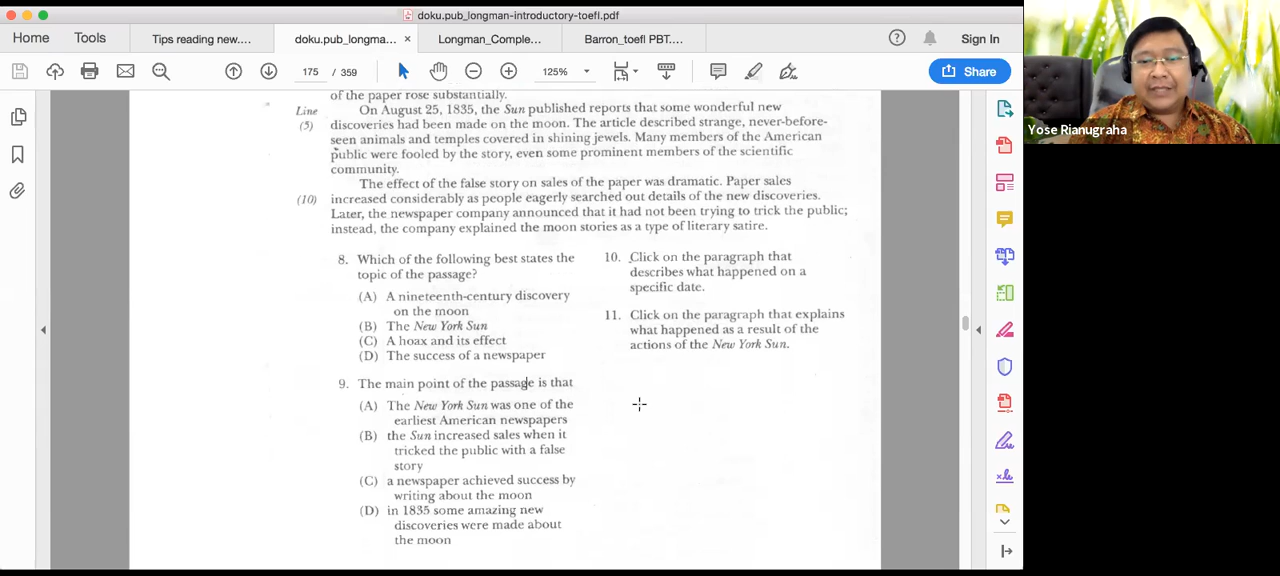 doku.pub_longman-introductory-toefl.pdf
Home
Tools
Tips reading new....
doku.pub_longma...
×
Longman_Comple...
Barron_toefl PBT....
Sign In
175 / 359
125%
Share
of the paper rose substantially.
Line
On August 25, 1835, the Sun published reports that some wonderful new
(5)
discoveries had been made on the moon. The article described strange, never-before-
seen animals and temples covered in shining jewels. Many members of the American
public were fooled by the story, even some prominent members of the scientific
community.
The effect of the false story on sales of the paper was dramatic. Paper sales
(10)
increased considerably as people eagerly searched out details of the new discoveries.
Later, the newspaper company announced that it had not been trying to trick the public;
instead, the company explained the moon stories as a type of literary satire.
8. Which of the following best states the
topic of the passage?
(A) A nineteenth-century discovery
on the moon
(B) The New York Sun
(C) A hoax and its effect
(D) The success of a newspaper
9. The main point of the passage is that
(A) The New York Sun was one of the
earliest American newspapers
(B) the Sun increased sales when it
tricked the public with a false
story
(C) a newspaper achieved success by
writing about the moon
(D) in 1835 some amazing new
discoveries were made about
the moon
10. Click on the paragraph that
describes what happened on a
specific date.
11. Click on the paragraph that explains
what happened as a result of the
actions of the New York Sun.
Yose Rianugraha